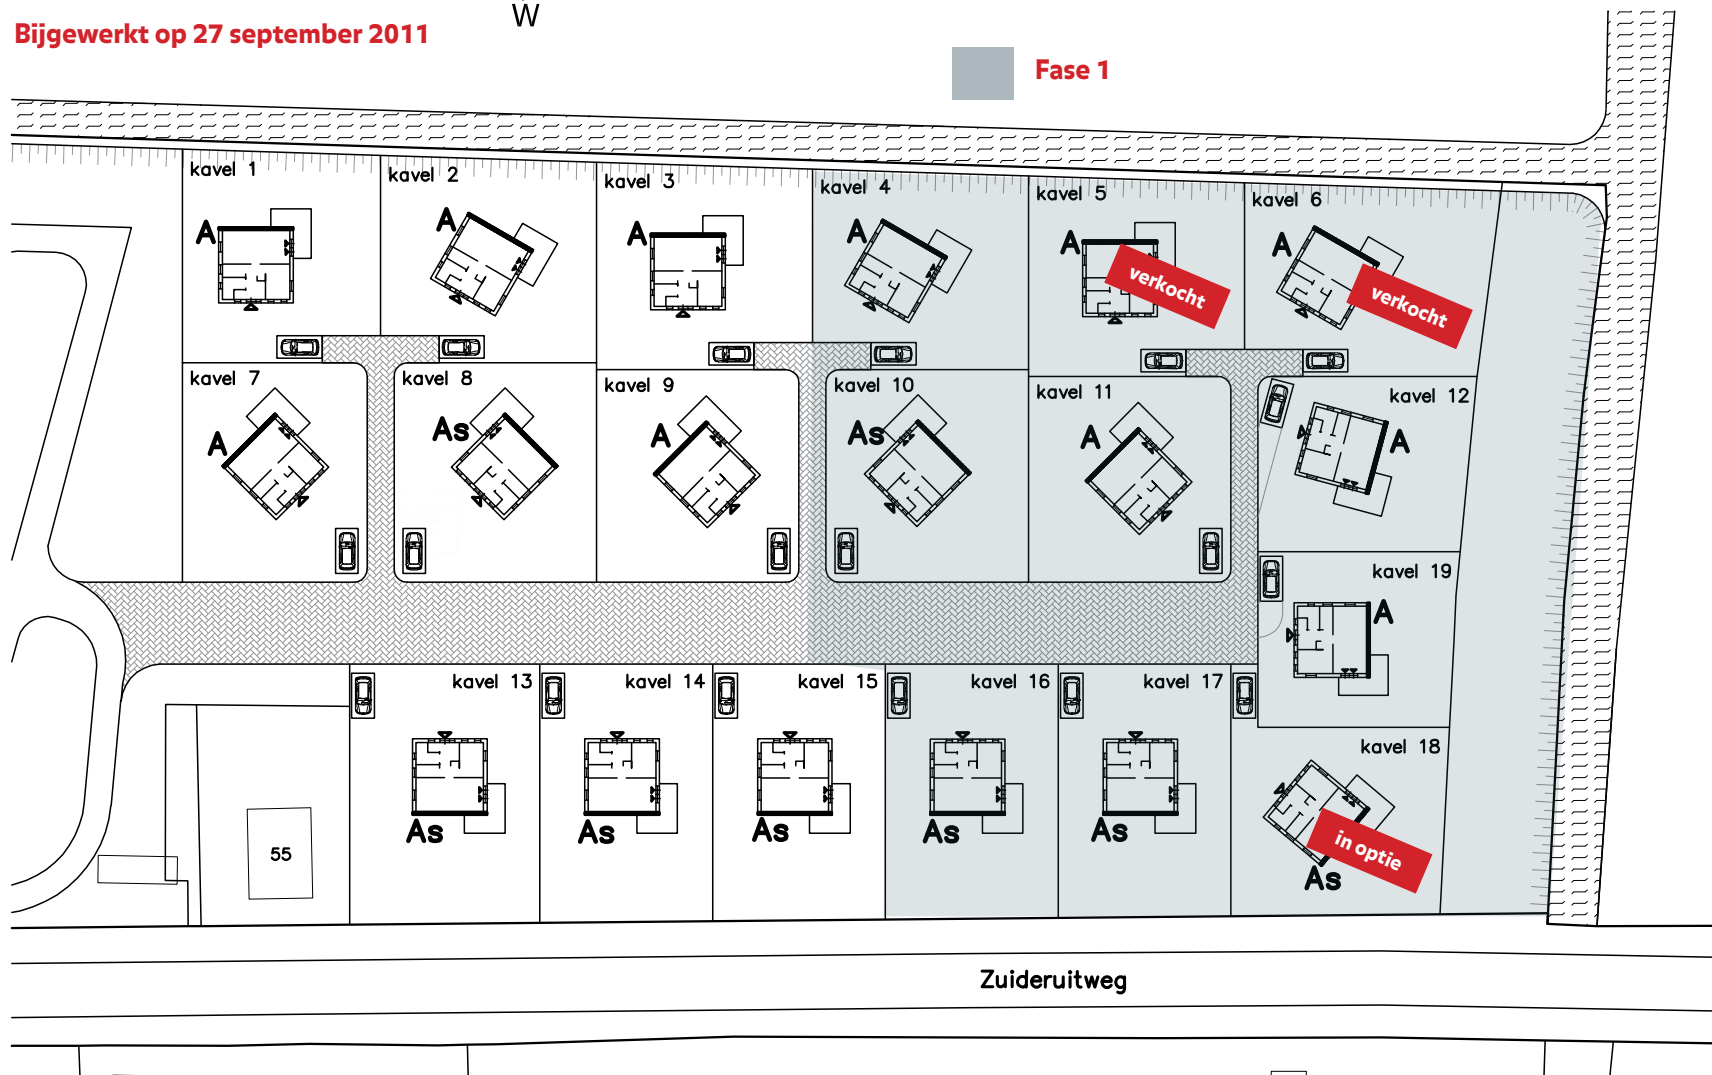 W
Bijgewerkt op 27 september 2011
Fase 1
kavel 1
kavel 2
kavel 3
kavel 4
kavel 5
kavel 6
A
A
A
A
A
A
verkocht
verkocht
kavel 7
kavel 8
kavel 9
kavel 10
kavel 11
kavel 12
A
As
A
As
A
A
kavel 19
A
kavel 13
kavel 14
kavel 15
kavel 16
kavel 17
kavel 18
As
As
As
As
As
in optie
As
55
Zuideruitweg